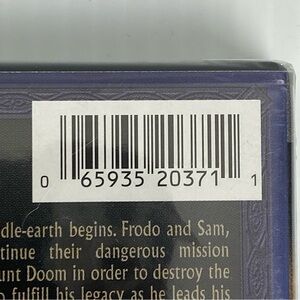 0 65935 20371 1
dle-earth begins. Frodo and Sam,
tinue their dangerous mission
unt Doom in order to destroy the
o fulfill his legacy as he leads his